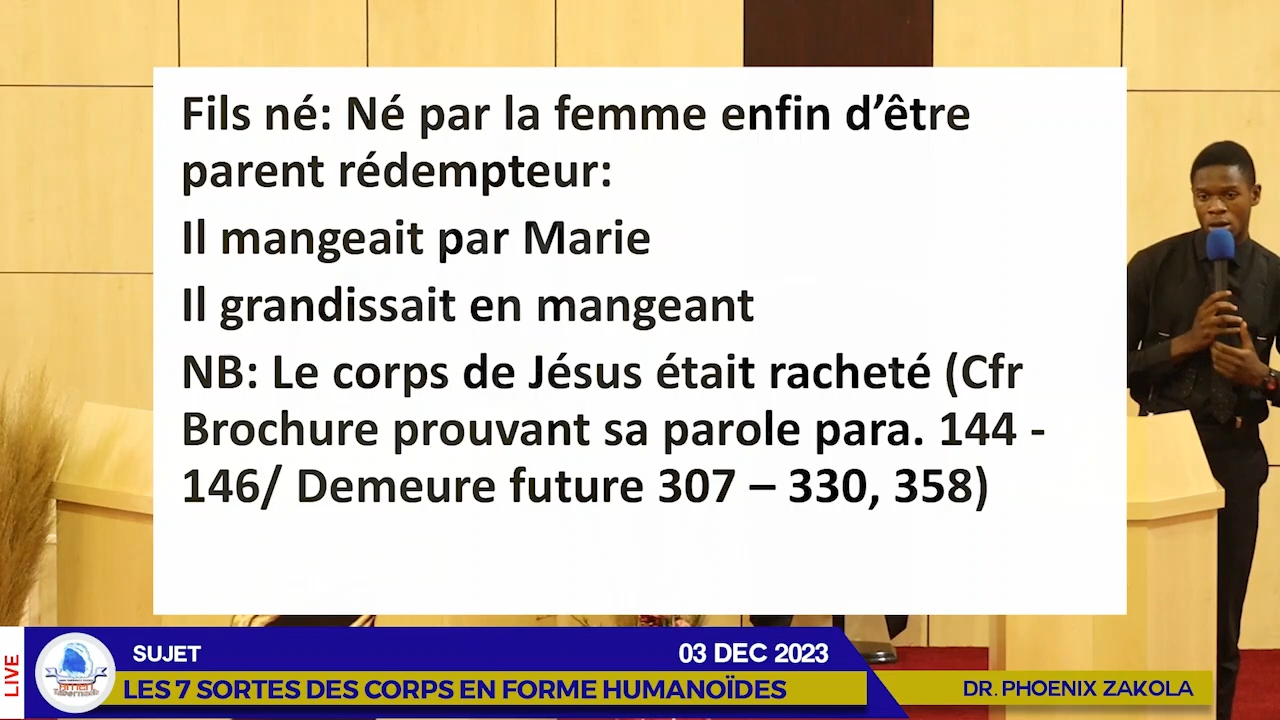 Fils né: Né par la femme enfin d’être
parent rédempteur:
Il mangeait par Marie
Il grandissait en mangeant
NB: Le corps de Jésus était racheté (Cfr
Brochure prouvant sa parole para. 144 -
146/ Demeure future 307 – 330, 358)
LIVE
SUJET
03 DEC 2023
LES 7 SORTES DES CORPS EN FORME HUMANOÏDES
DR. PHOENIX ZAKOLA